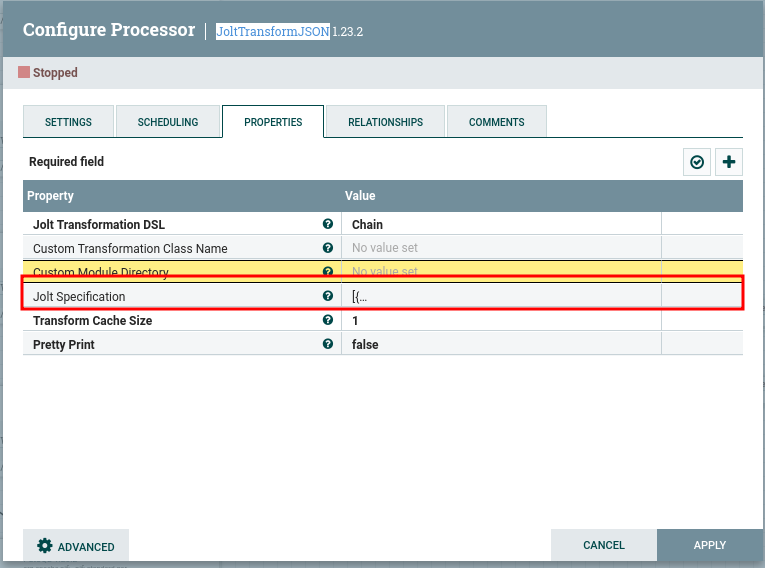 Configure Processor | JoltTransformJSON 1.23.2
Stopped
SETTINGS SCHEDULING PROPERTIES RELATIONSHIPS COMMENTS
Required field
Property Value
Jolt Transformation DSL Chain
Custom Transformation Class Name No value set
Custom Module Directory No value set
Jolt Specification [{...
Transform Cache Size 1
Pretty Print false
ADVANCED CANCEL APPLY